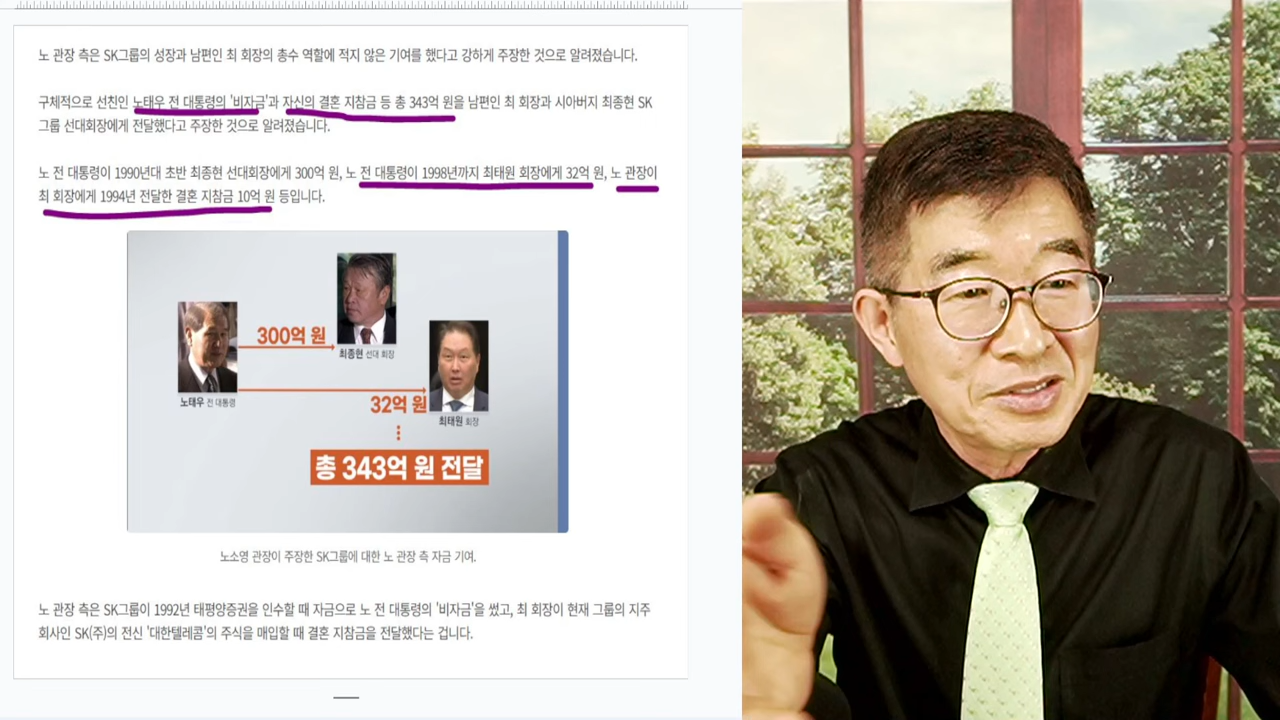 노 관장 측은 SK그룹의 성장과 남편인 최 회장의 총수 역할에 적지 않은 기여를 했다고 강하게 주장한 것으로 알려졌습니다.
구체적으로 선친인 노태우 전 대통령의 '비자금'과 자신의 결혼 지참금 등 총 343억 원을 남편인 최 회장과 시아버지 최종현 SK
그룹 선대회장에게 전달했다고 주장한 것으로 알려졌습니다.
노 전 대통령이 1990년대 초반 최종현 선대회장에게 300억 원, 노 전 대통령이 1998년까지 최태원 회장에게 32억 원, 노 관장이
최 회장에게 1994년 전달한 결혼 지참금 10억 원 등입니다.
300억 원
최종현 선대 회장
노태우 전 대통령
32억 원
최태원 회장
총 343억 원 전달
노소영 관장이 주장한 SK그룹에 대한 노 관장 측 자금 기여.
노 관장 측은 SK그룹이 1992년 태평양증권을 인수할 때 자금으로 노 전 대통령의 '비자금'을 썼고, 최 회장이 현재 그룹의 지주
회사인 SK(주)의 전신 '대한텔레콤'의 주식을 매입할 때 결혼 지참금을 전달했다는 겁니다.